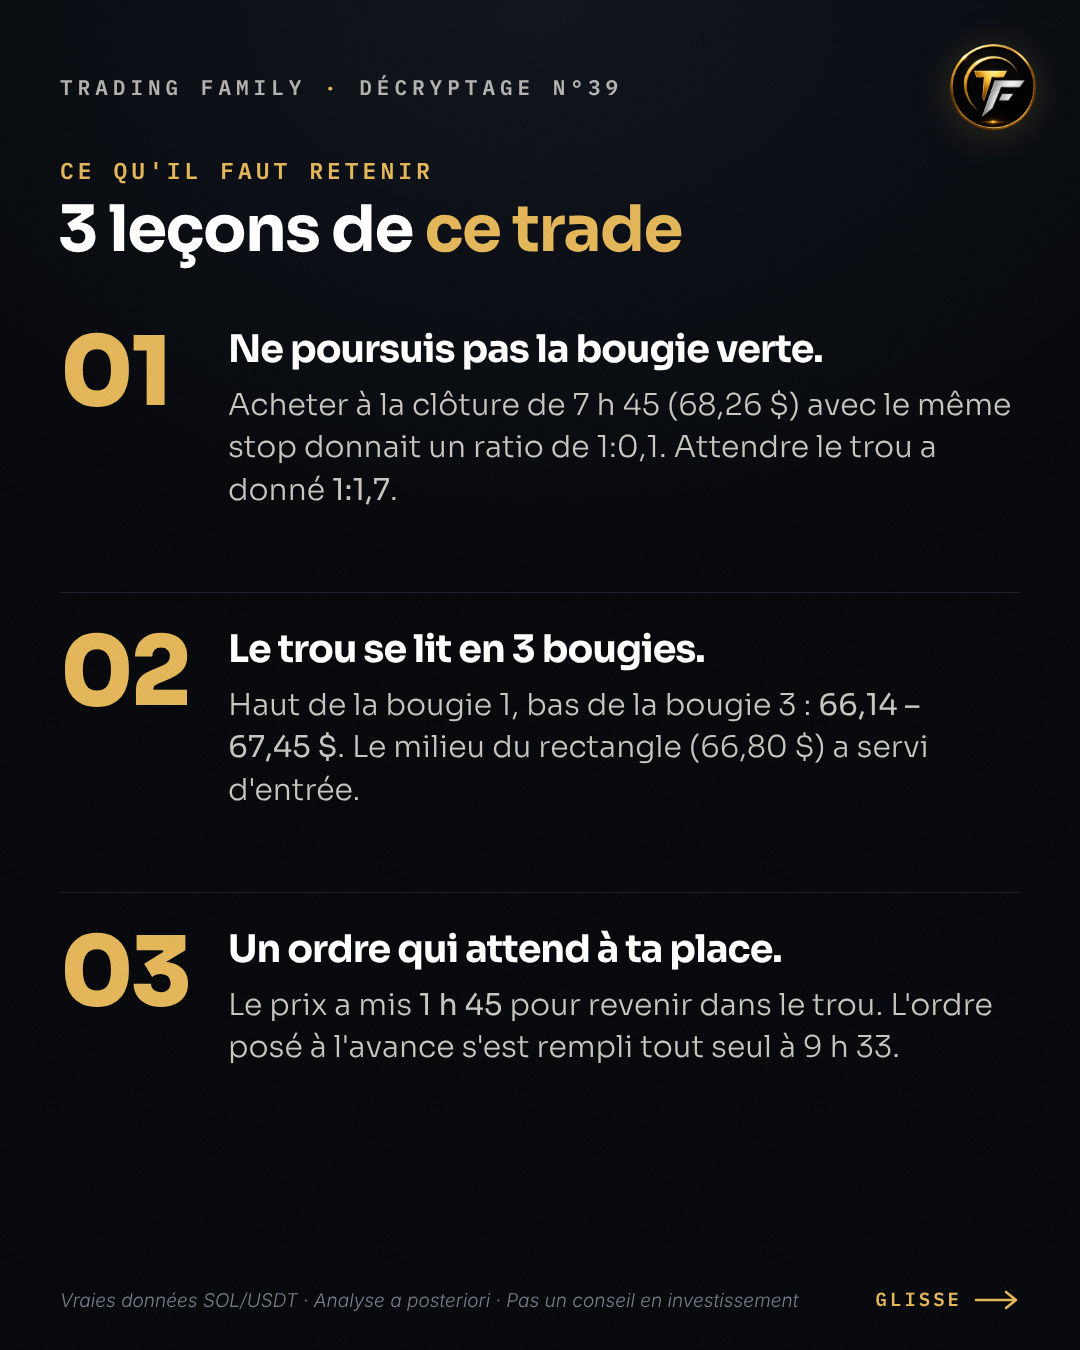 TRADING FAMILY · DÉCRYPTAGE N°39
TF
CE QU'IL FAUT RETENIR
3 leçons de ce trade
01
Ne poursuis pas la bougie verte.
Acheter à la clôture de 7 h 45 (68,26 $) avec le même
stop donnait un ratio de 1:0,1. Attendre le trou a
donné 1:1,7.
02
Le trou se lit en 3 bougies.
Haut de la bougie 1, bas de la bougie 3 : 66,14 –
67,45 $. Le milieu du rectangle (66,80 $) a servi
d'entrée.
03
Un ordre qui attend à ta place.
Le prix a mis 1 h 45 pour revenir dans le trou. L'ordre
posé à l'avance s'est rempli tout seul à 9 h 33.
Vraies données SOL/USDT · Analyse a posteriori · Pas un conseil en investissement
GLISSE →